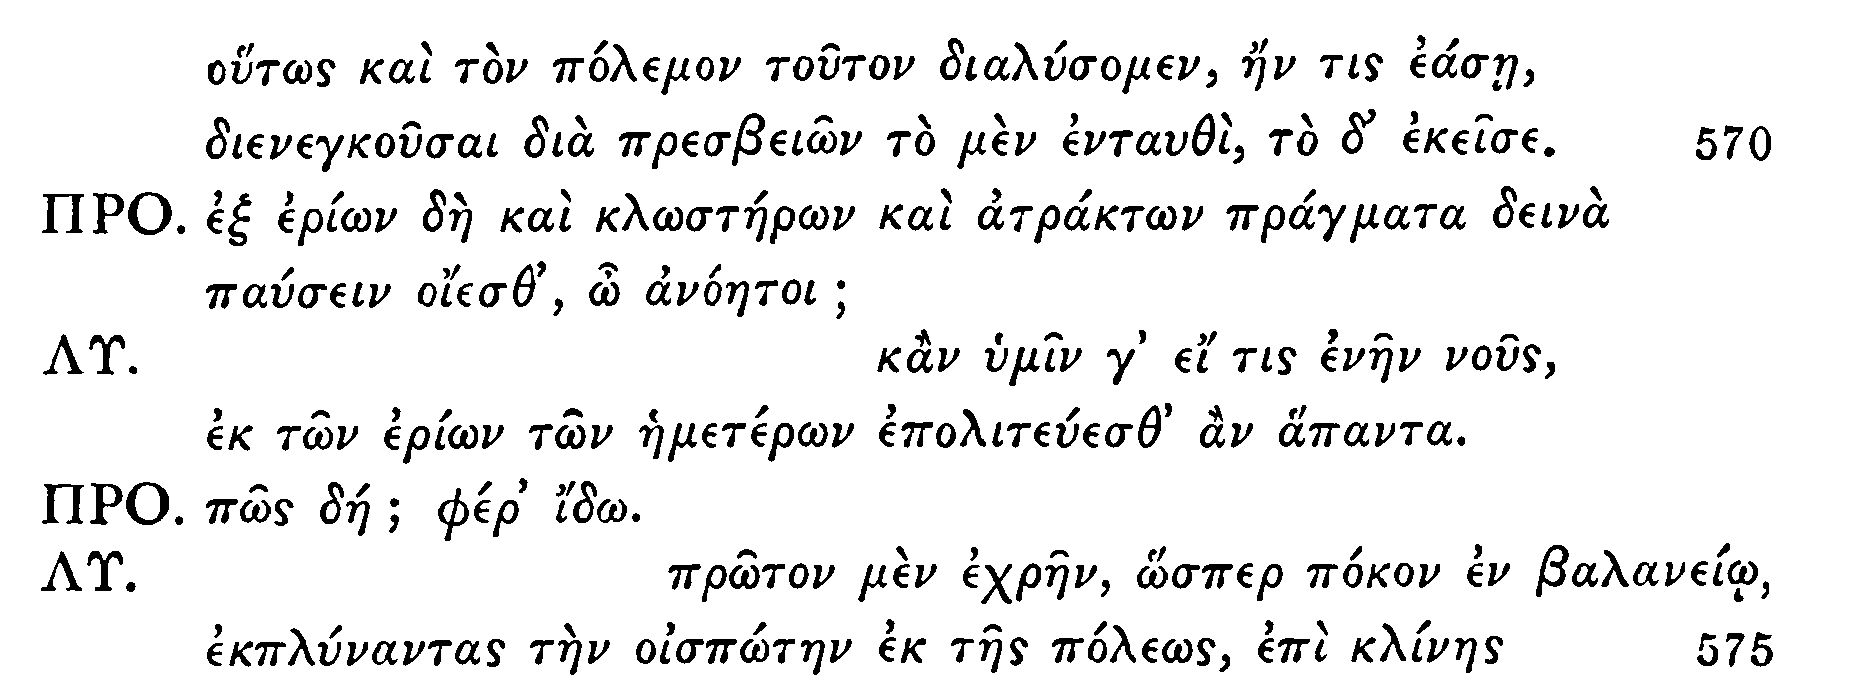 οὕτως καὶ τὸν πόλεμον τοῦτον διαλύσομεν, ἤν τις ἐάσῃ,
διενεγκοῦσαι διὰ πρεσβειῶν τὸ μὲν ἐνταυθὶ, τὸ δ’ ἐκεῖσε. 570
ΠΡΟ. ἐξ ἐρίων δὴ καὶ κλωστήρων καὶ ἀτράκτων πράγματα δεινὰ
παύσειν οἴεσθ’, ὦ ἀνόητοι ;
ΛΥ. κἂν ὑμῖν γ’ εἴ τις ἐνῆν νοῦς,
ἐκ τῶν ἐρίων τῶν ἡμετέρων ἐπολιτεύεσθ’ ἂν ἅπαντα.
ΠΡΟ. πῶς δή ; φέρ’ ἴδω.
ΛΥ. πρῶτον μὲν ἐχρῆν, ὥσπερ πόκον ἐν βαλανείῳ,
ἐκπλύναντας τὴν οἰσπώτην ἐκ τῆς πόλεως, ἐπὶ κλίνης 575